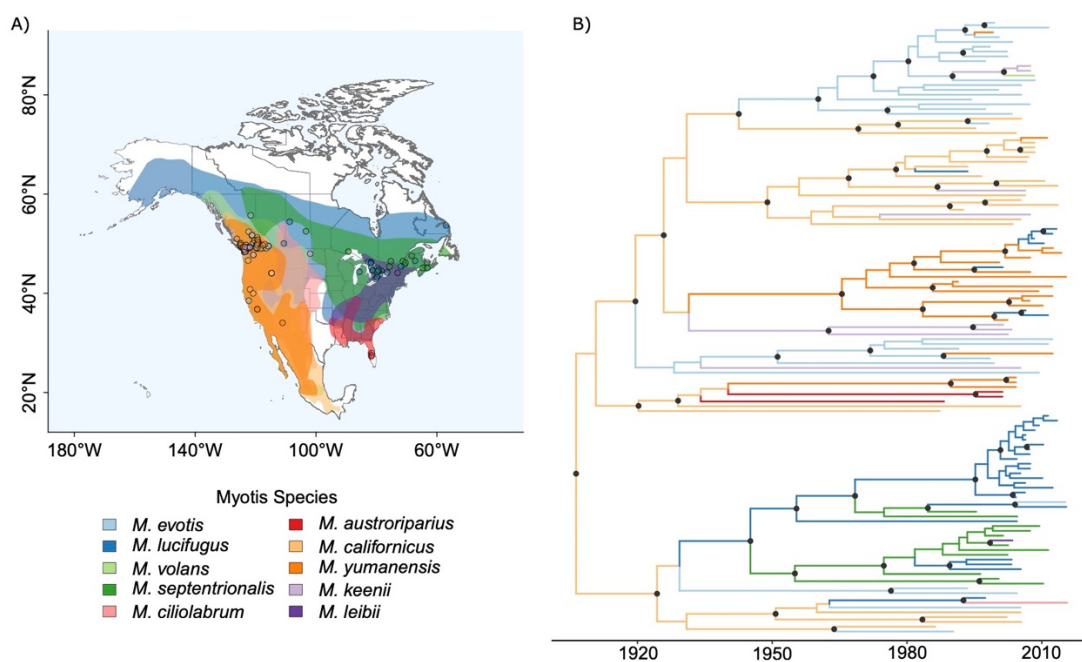 A)
B)
80°N
60°N
40°N
20°N
180°W
140°W
100°W
60°W
Myotis Species
M. evotis
M. lucifugus
M. volans
M. septentrionalis
M. ciliolabrum
M. austroriparius
M. californicus
M. yumanensis
M. keenii
M. leibii
1920
1950
1980
2010